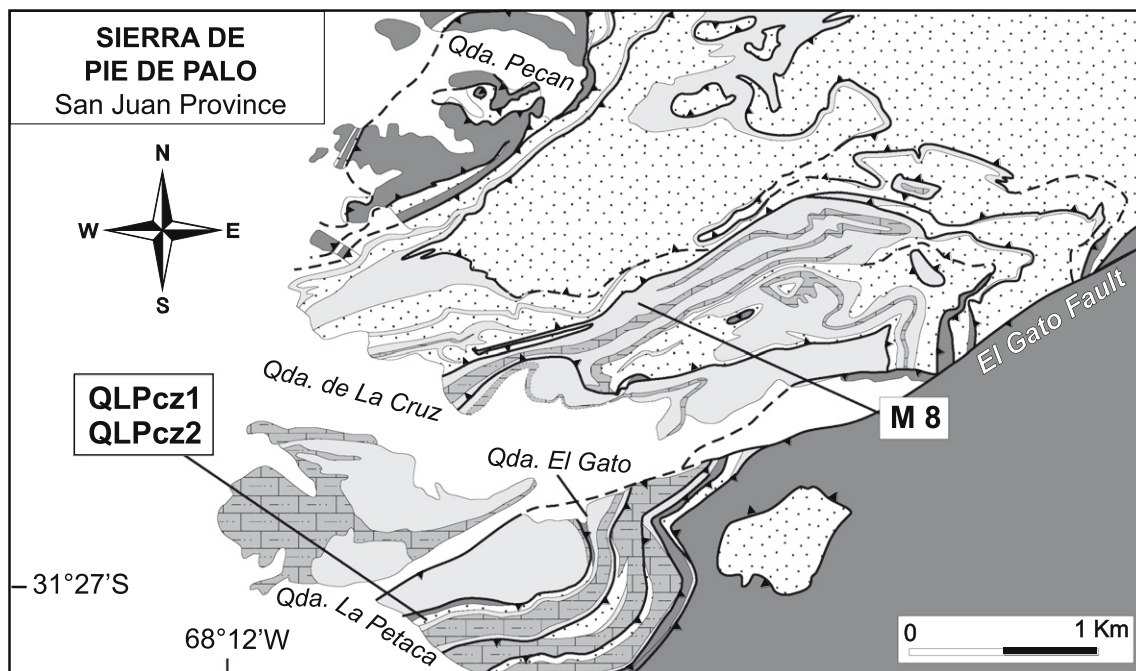 SIERRA DE
PIE DE PALO
San Juan Province
N
W
E
S
Qda. Pecan
El Gato Fault
Qda. de La Cruz
QLPcz1
QLPcz2
M 8
Qda. El Gato
31°27'S
Qda. La Petaca
68°12'W
0
1 Km